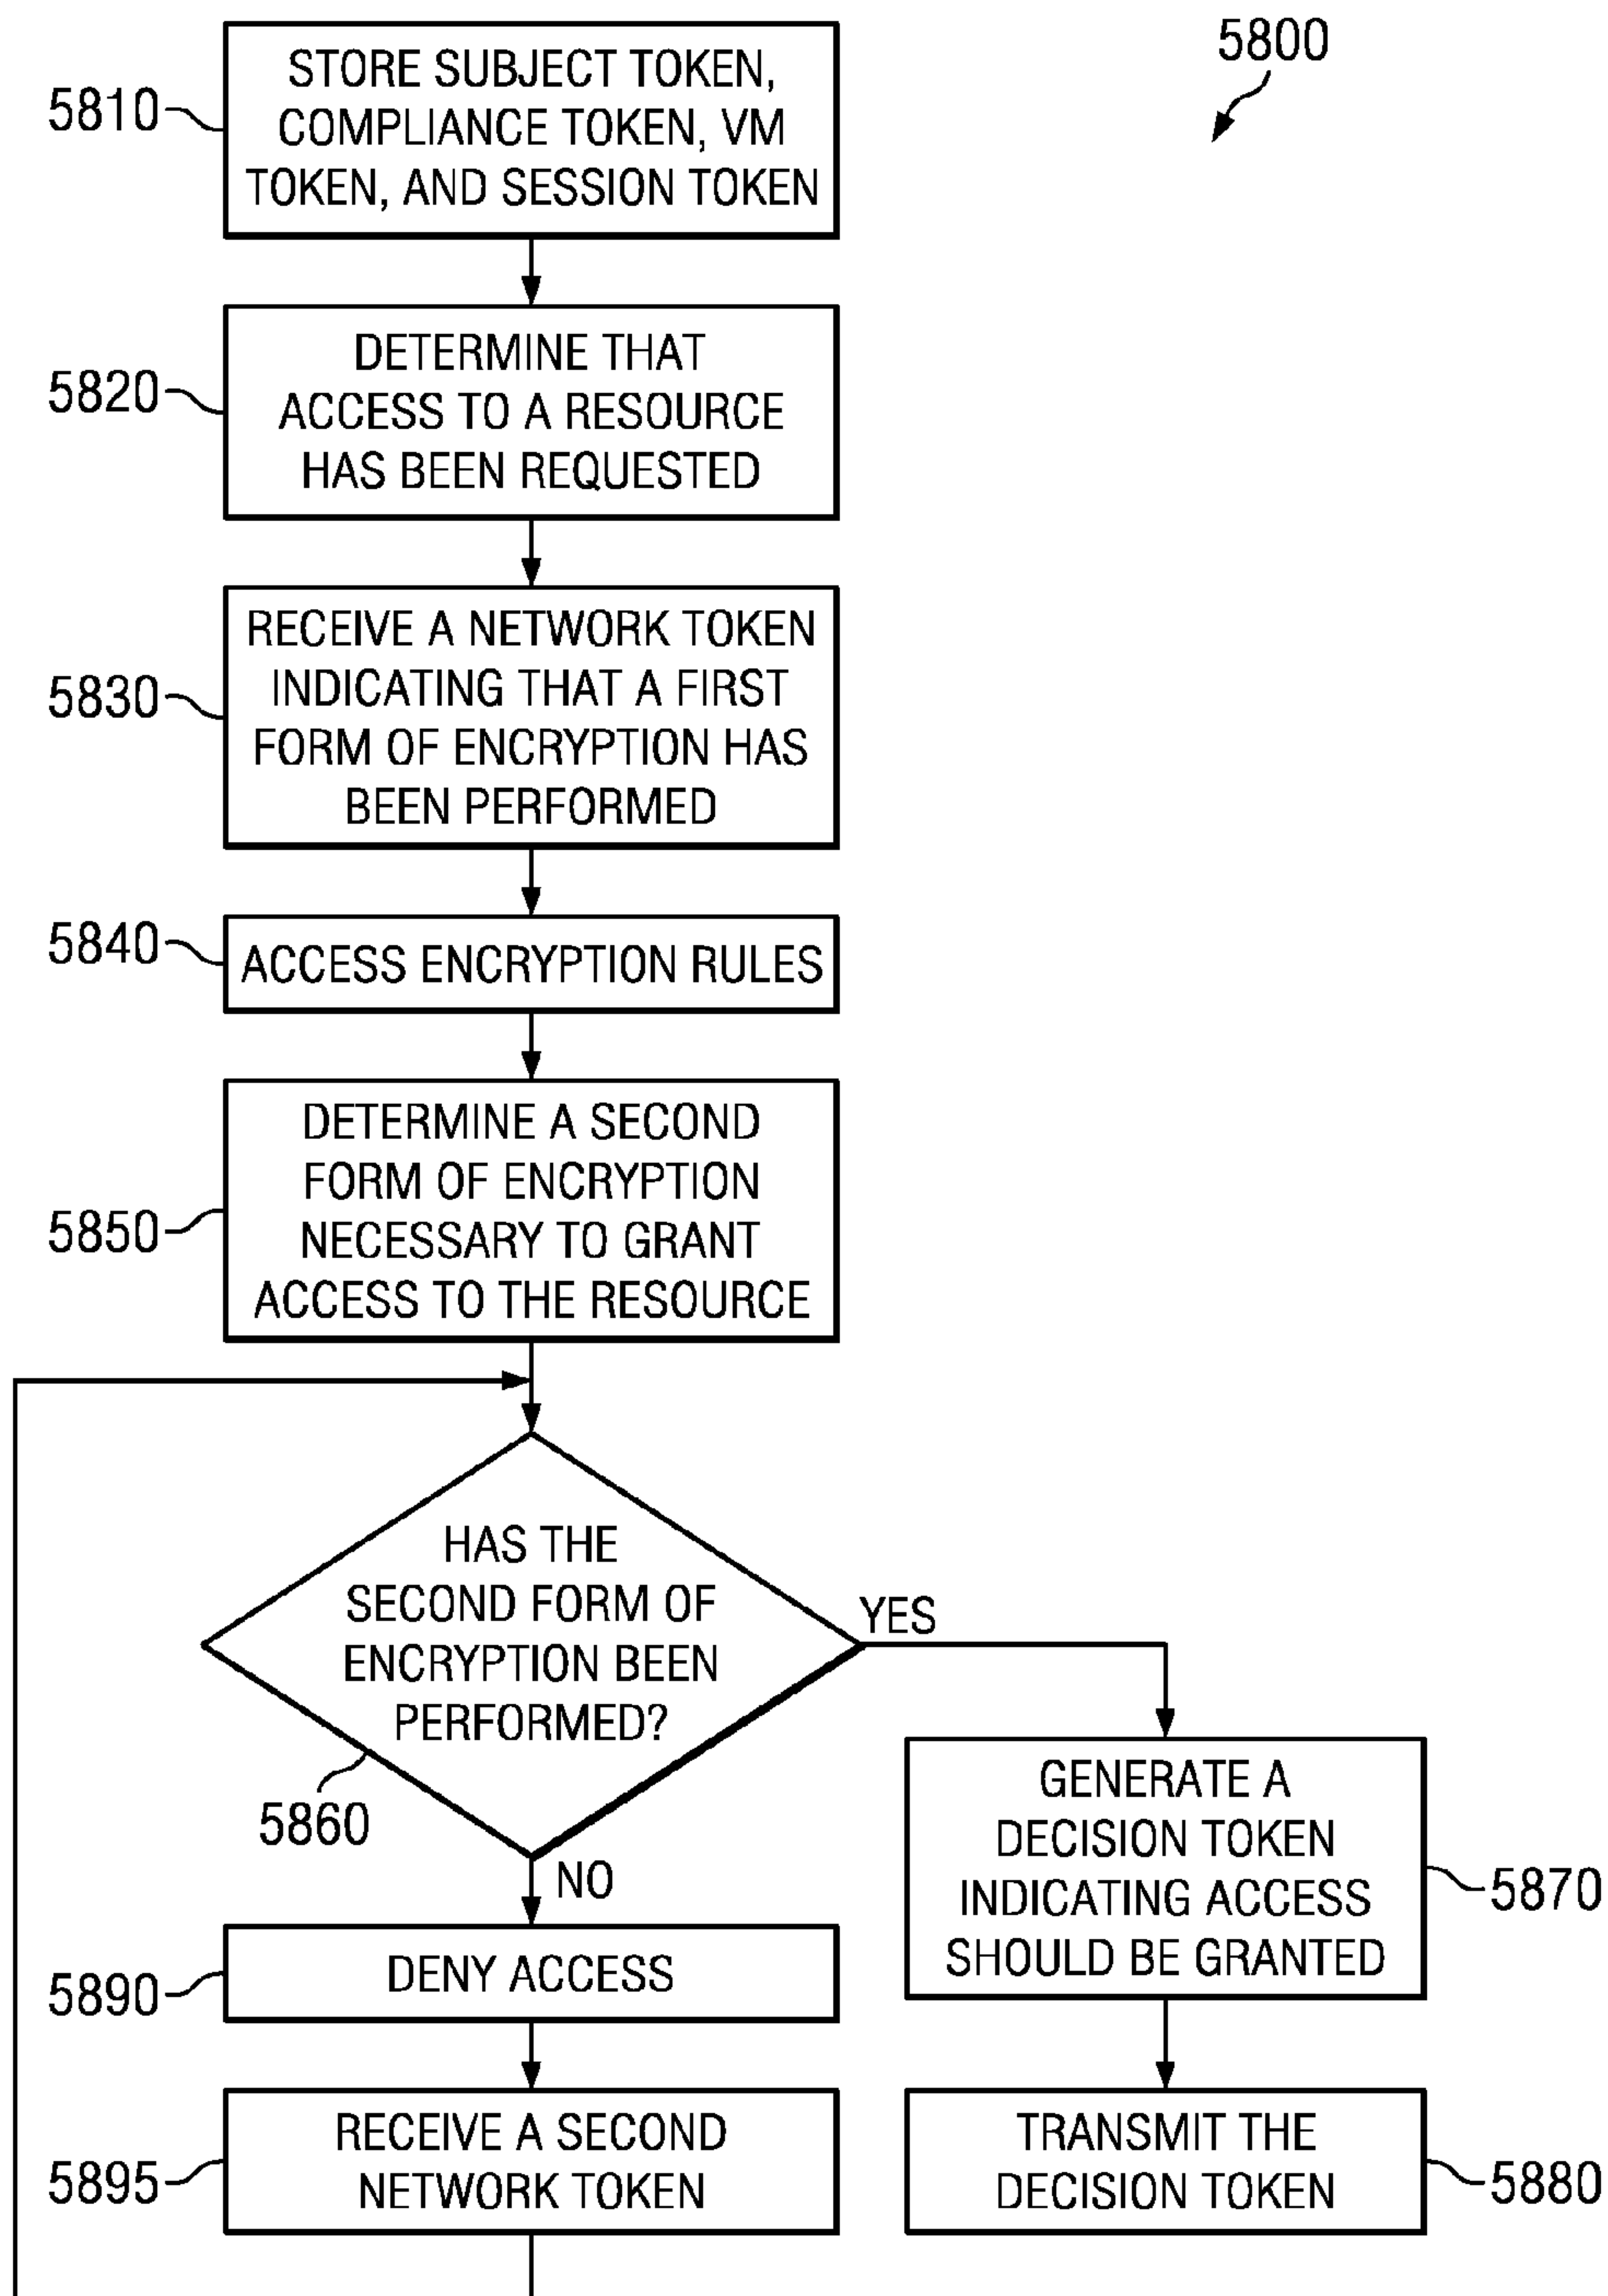 5800
5810
STORE SUBJECT TOKEN,
COMPLIANCE TOKEN, VM
TOKEN, AND SESSION TOKEN
5820
DETERMINE THAT
ACCESS TO A RESOURCE
HAS BEEN REQUESTED
5830
RECEIVE A NETWORK TOKEN
INDICATING THAT A FIRST
FORM OF ENCRYPTION HAS
BEEN PERFORMED
5840
ACCESS ENCRYPTION RULES
5850
DETERMINE A SECOND
FORM OF ENCRYPTION
NECESSARY TO GRANT
ACCESS TO THE RESOURCE
HAS THE
SECOND FORM OF
ENCRYPTION BEEN
PERFORMED?
5860
YES
NO
GENERATE A
DECISION TOKEN
INDICATING ACCESS
SHOULD BE GRANTED
5870
5890
DENY ACCESS
5895
RECEIVE A SECOND
NETWORK TOKEN
TRANSMIT THE
DECISION TOKEN
5880